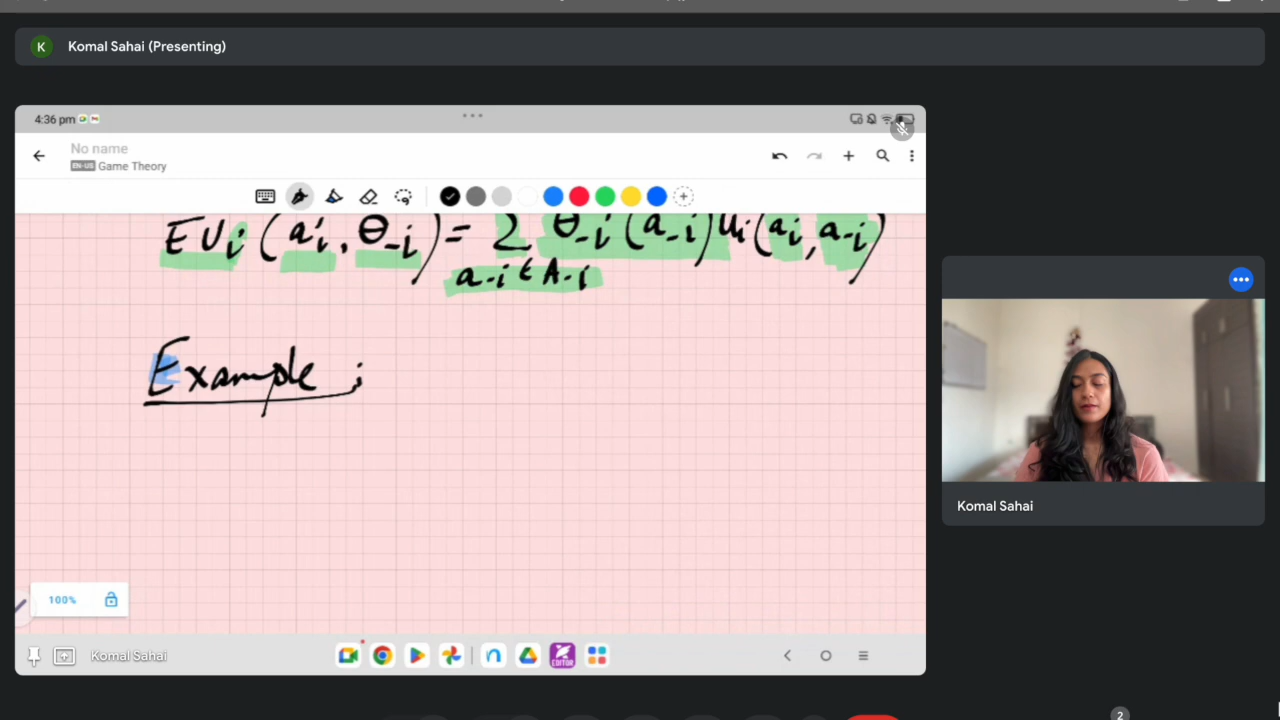 K Komal Sahai (Presenting)
4:36 pm
No name
EN-US Game Theory
EUi (a'i, θ-i) = Σ θ-i (a-i) ui (ai, a-i)
a-i ∈ A-i
Example :
100%
Komal Sahai
EDITOR
Komal Sahai
2